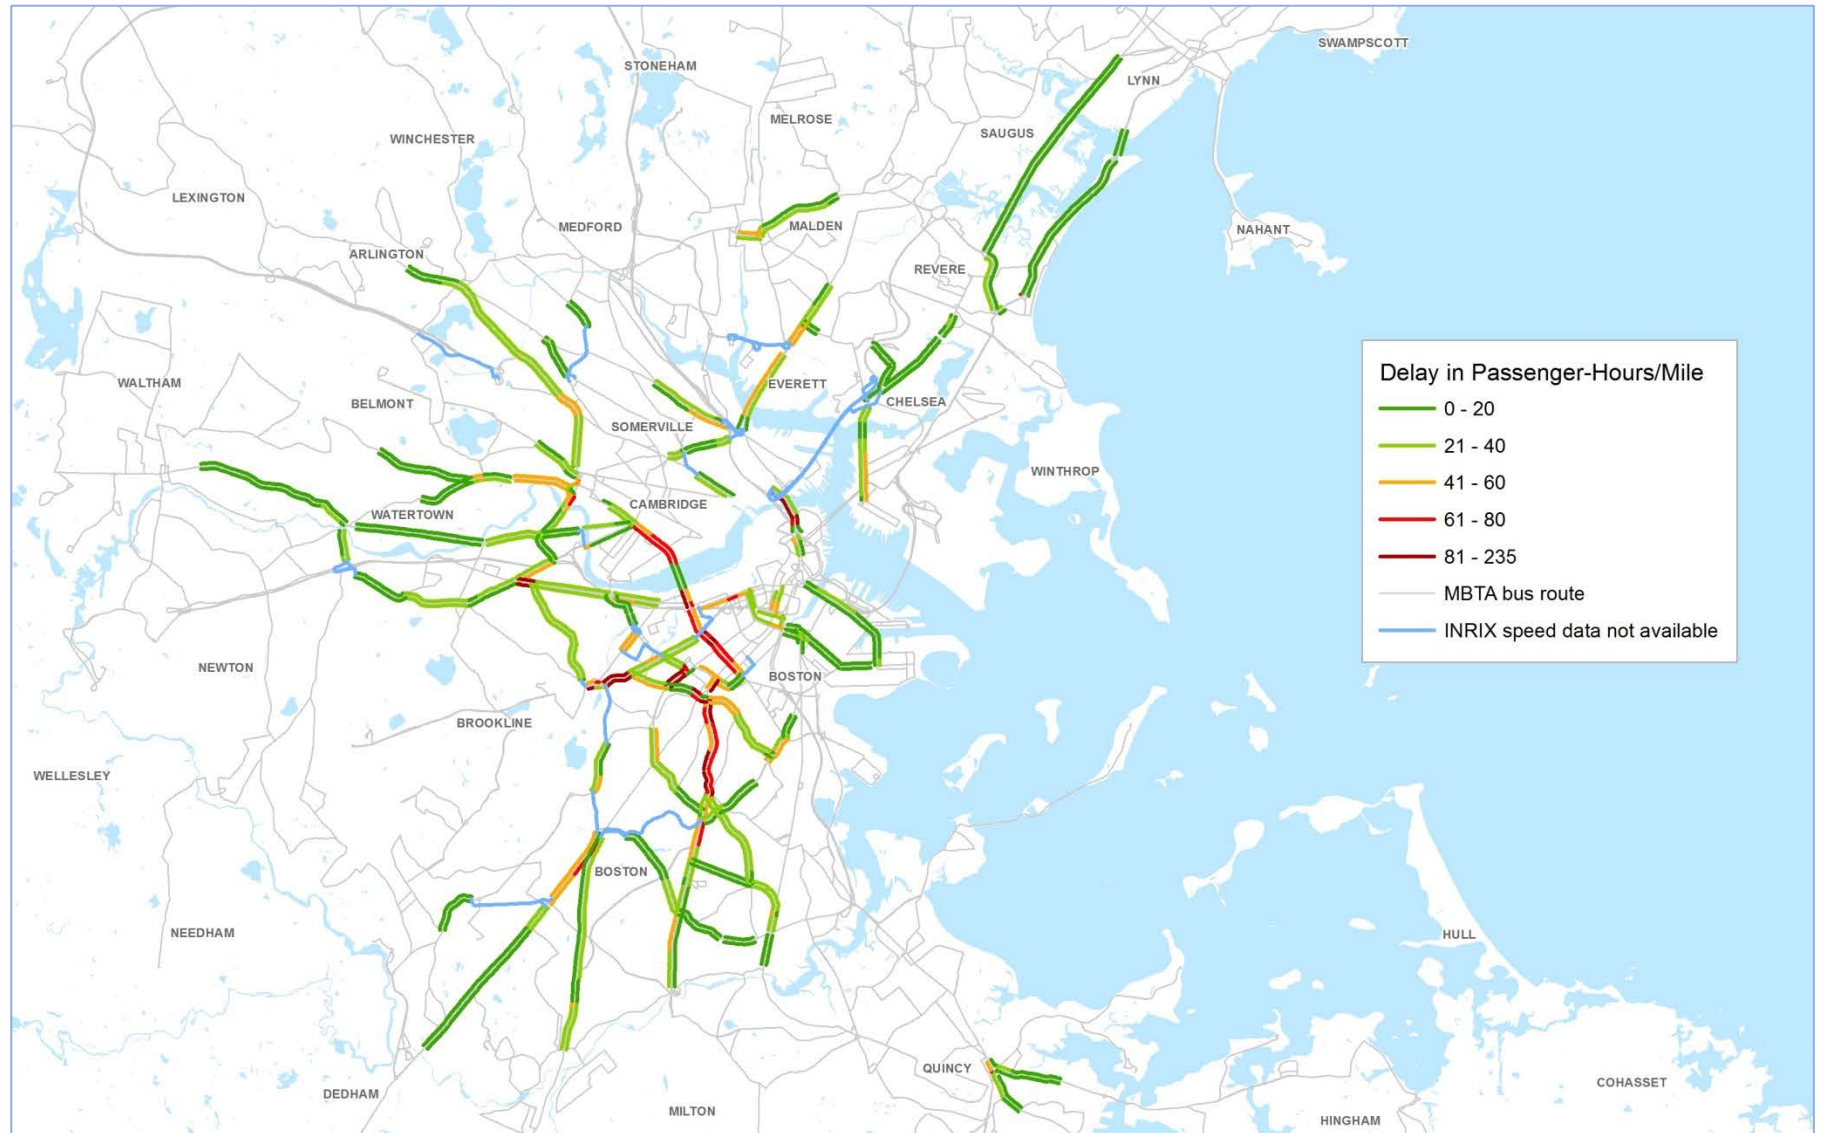 SWAMPSCOTT
STONEHAM
LYNN
MELROSE
SAUGUS
WINCHESTER
LEXINGTON
MEDFORD
MALDEN
NAHANT
ARLINGTON
REVERE
WALTHAM
EVERETT
BELMONT
CHELSEA
SOMERVILLE
WINTHROP
CAMBRIDGE
WATERTOWN
Delay in Passenger-Hours/Mile
0 - 20
21 - 40
41 - 60
61 - 80
81 - 235
MBTA bus route
INRIX speed data not available
NEWTON
BOSTON
BROOKLINE
WELLESLEY
BOSTON
NEEDHAM
HULL
QUINCY
COHASSET
DEDHAM
MILTON
HINGHAM